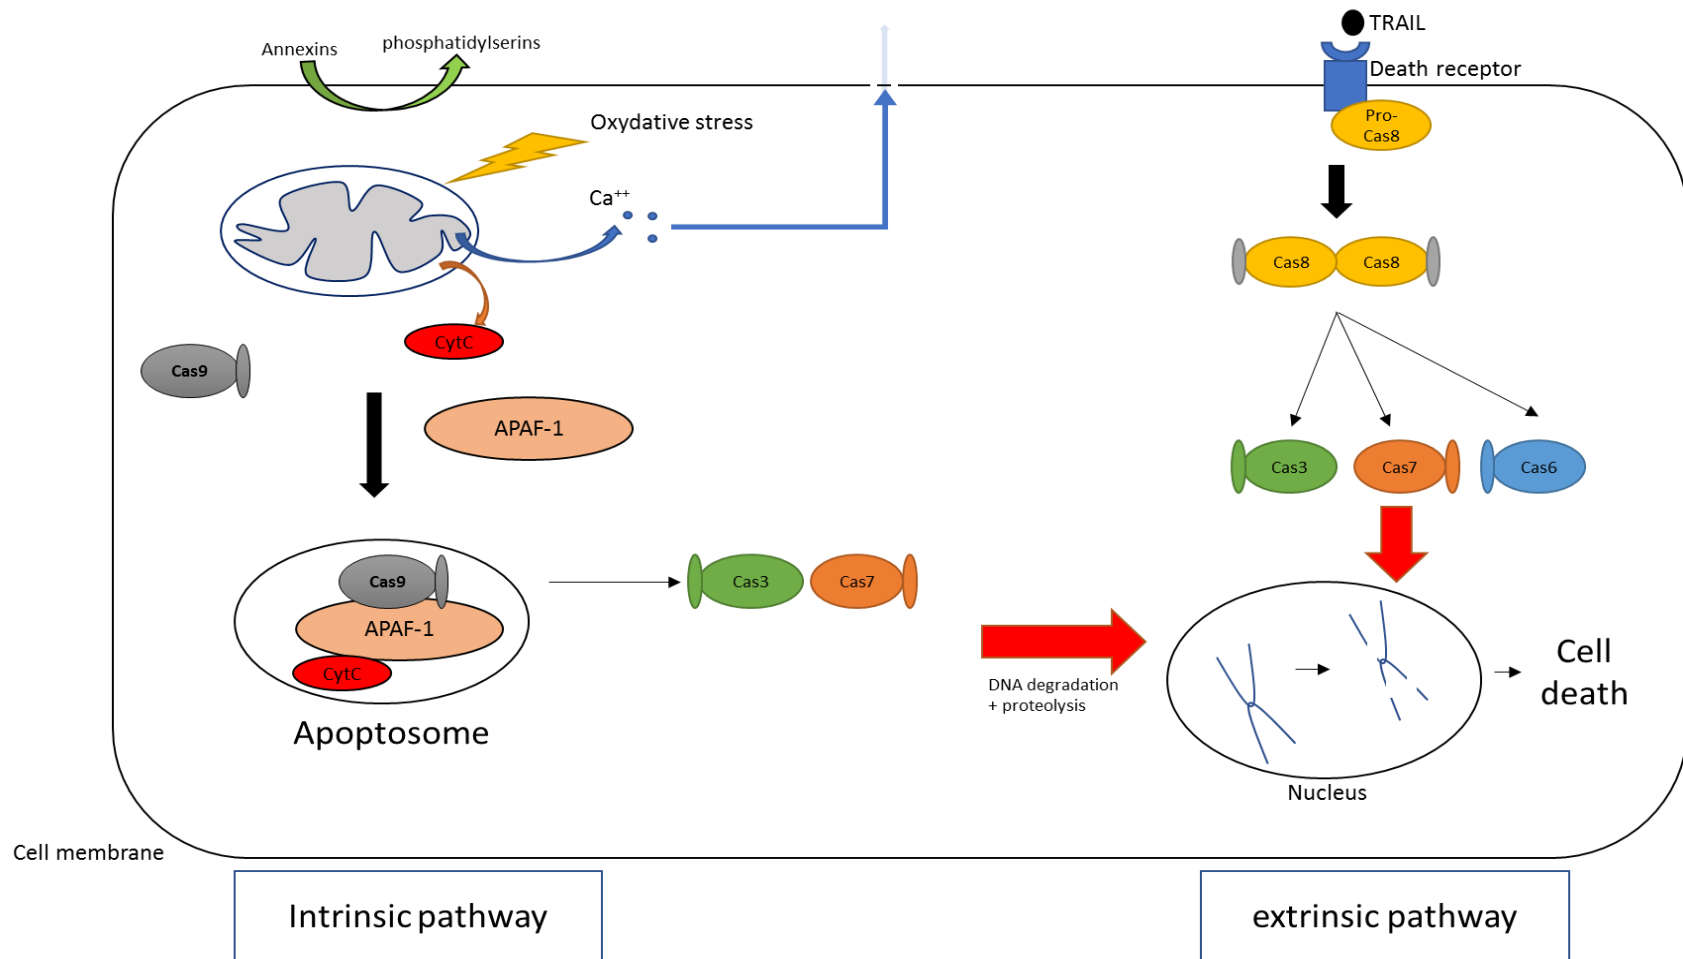 Annexins
phosphatidylserins
TRAIL
Death receptor
Pro-
Cas8
Oxydative stress
Ca++
Cas8
Cas8
CytC
Cas9
APAF-1
Cas3
Cas7
Cas6
Cas9
APAF-1
CytC
Apoptosome
Cas3
Cas7
DNA degradation
+ proteolysis
Cell
death
Nucleus
Cell membrane
Intrinsic pathway
extrinsic pathway